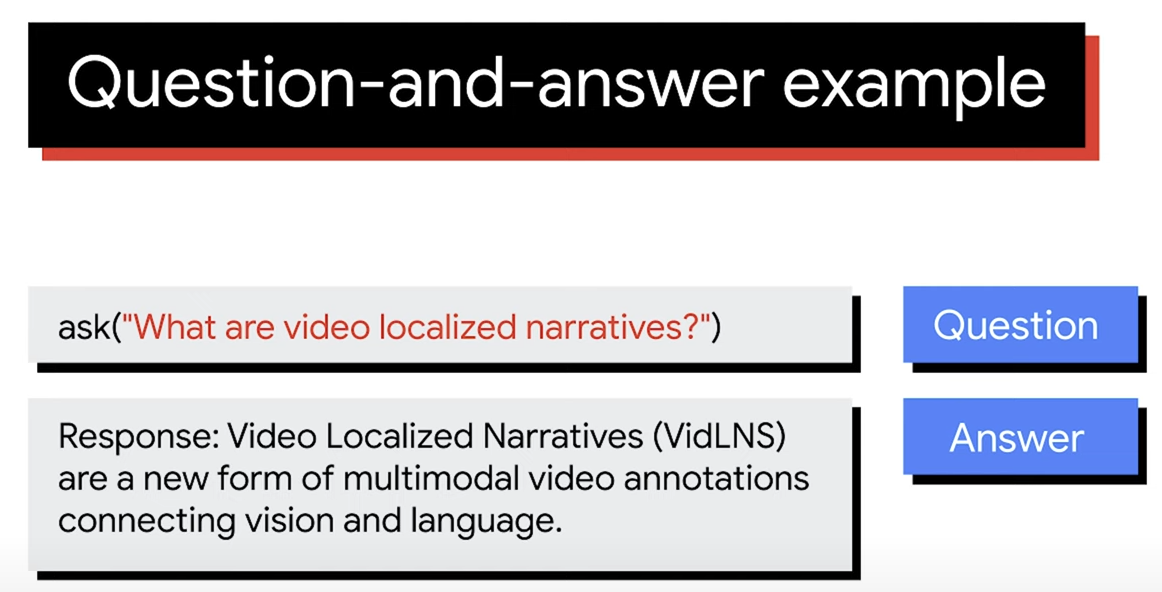 Question-and-answer example
ask("What are video localized narratives?")
Question
Response: Video Localized Narratives (VidLNS)
are a new form of multimodal video annotations
connecting vision and language.
Answer